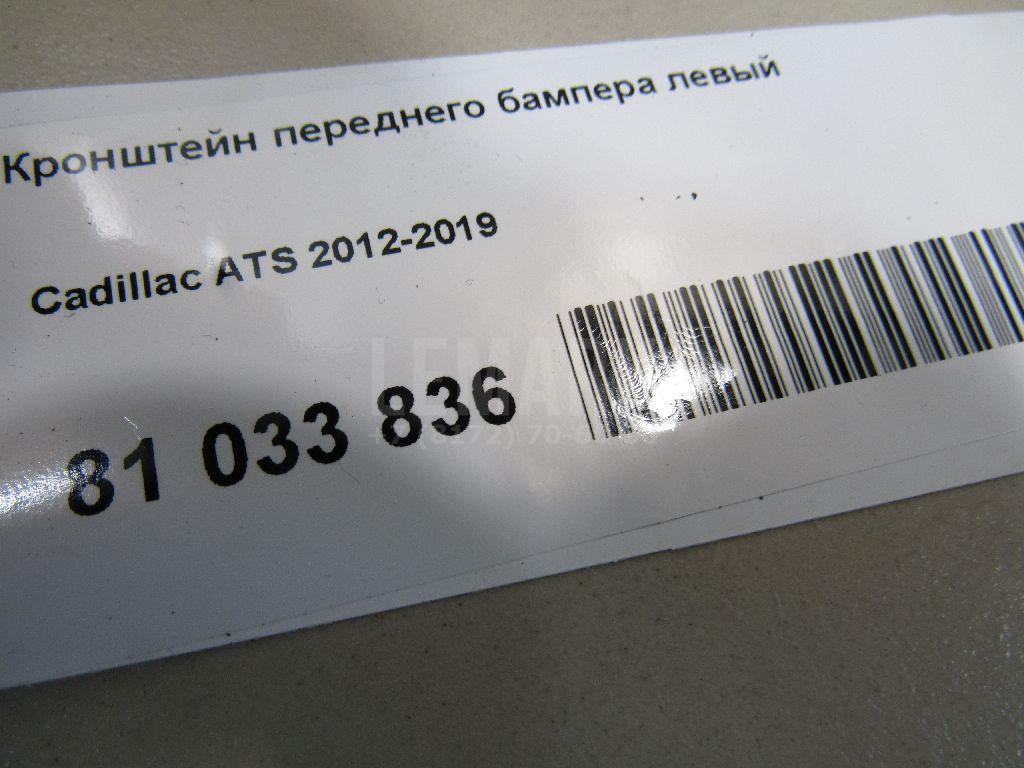 Кронштейн переднего бампера левый
Cadillac ATS 2012-2019
81 033 836